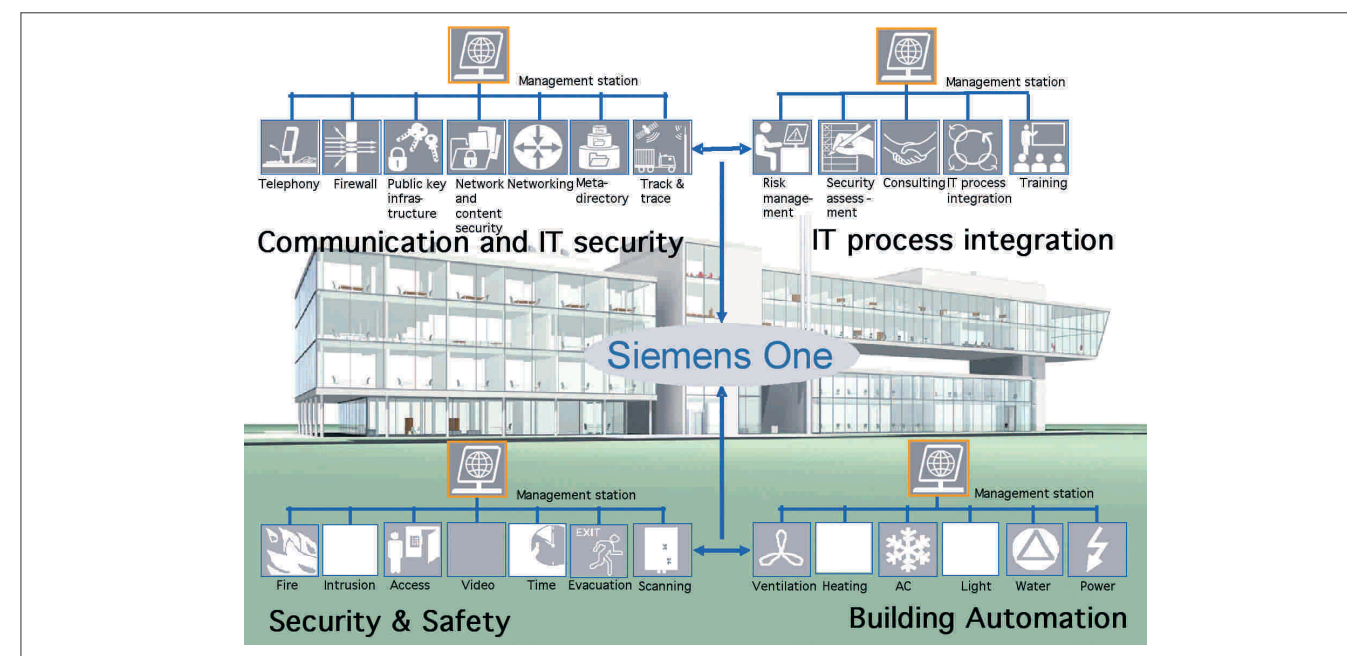 Management station
Telephony
Firewall
Public key
infra-
structure
Network
and
content
security
Networking
Meta-
directory
Track &
trace
Communication and IT security
Management station
Risk
manage-
ment
Security
assess -
ment
Consulting
IT process
integration
Training
IT process integration
Siemens One
Management station
Fire
Intrusion
Access
Video
Time
EXIT
Evacuation
Scanning
Security & Safety
Management station
Ventilation
Heating
AC
Light
Water
Power
Building Automation